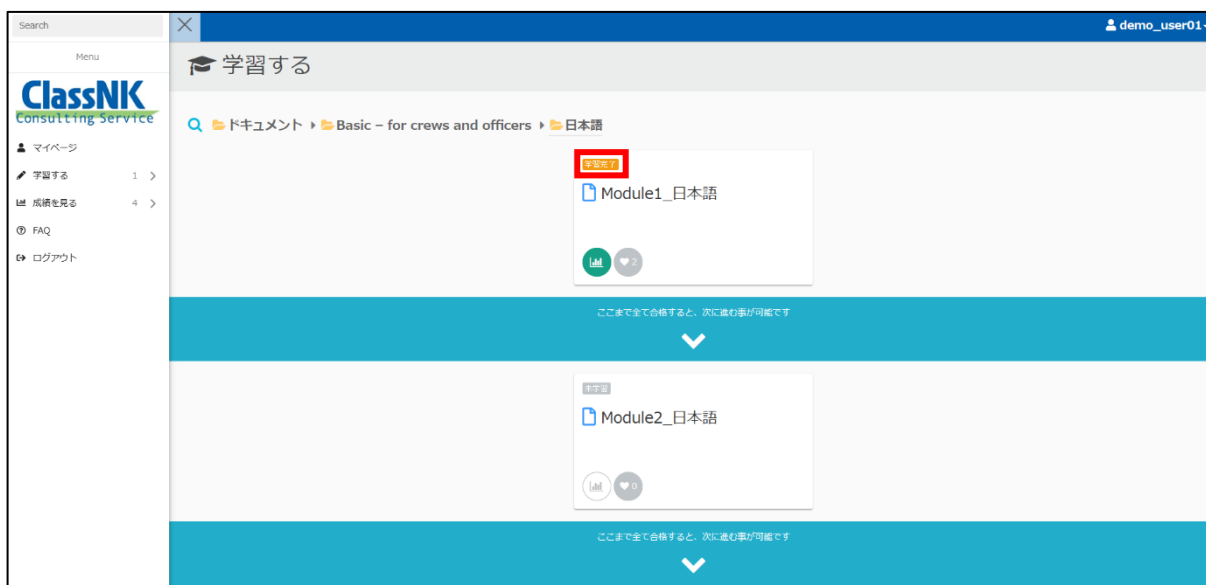 Search
demo_user01
Menu
学習する
ClassNK
Consulting Service
ドキュメント Basic – for crews and officers 日本語
マイページ
学習する 1
成績を見る 4
FAQ
ログアウト
学習完了
Module1_日本語
2
ここまで全て合格すると、次に進む事が可能です
未学習
Module2_日本語
0
ここまで全て合格すると、次に進む事が可能です